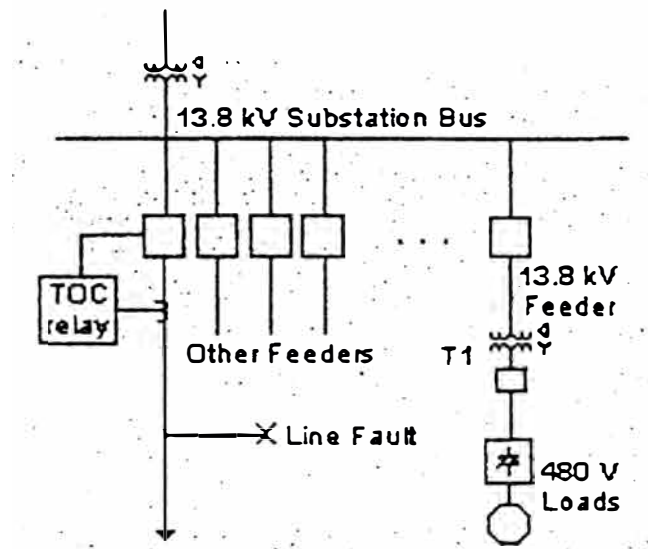 Δ
Y
13.8 kV Substation Bus
TOC
relay
. . .
13.8 kV
Feeder
Δ
Y
T1
Other Feeders
Line Fault
480 V
Loads